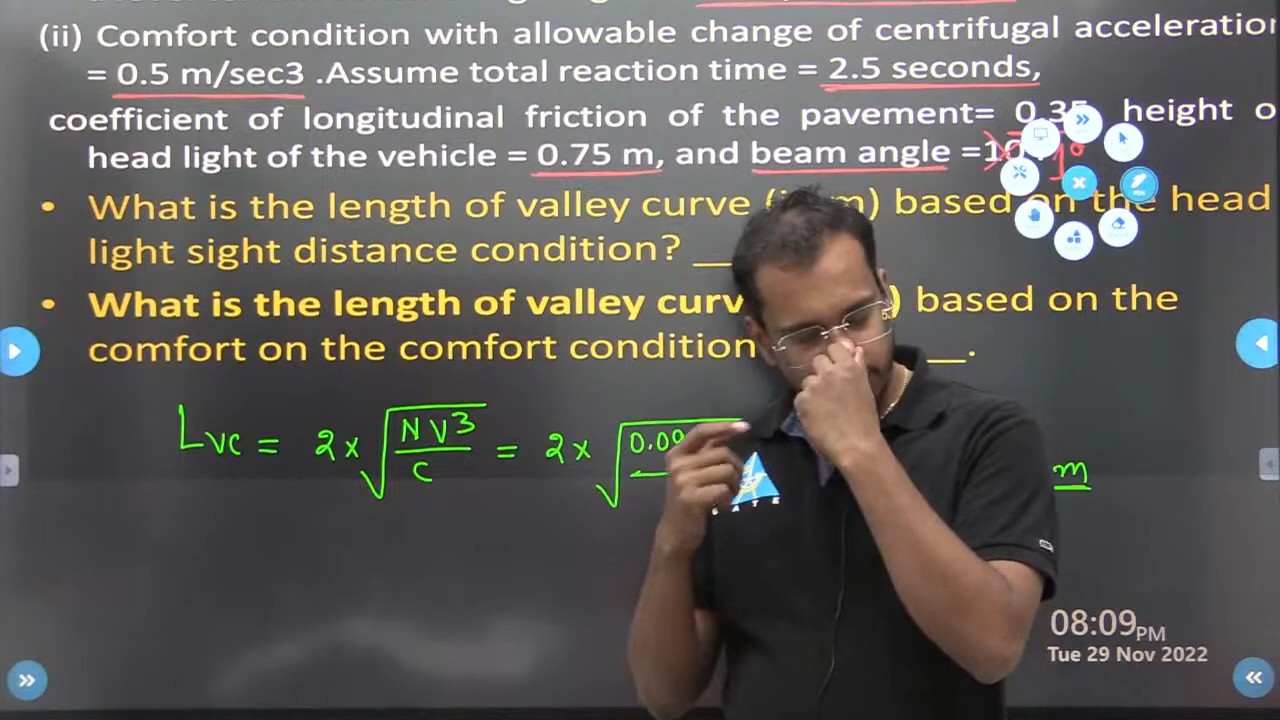 (ii) Comfort condition with allowable change of centrifugal acceleration
= 0.5 m/sec3 .Assume total reaction time = 2.5 seconds,
coefficient of longitudinal friction of the pavement= 0.35 height
head light of the vehicle = 0.75 m, and beam angle = 1°
• What is the length of valley curve based on the head
light sight distance condition? __
• What is the length of valley based on the
comfort on the comfort condition __.
Lvc = 2 x √(NV³/C) = 2 x √ m
GATE
08:09PM
Tue 29 Nov 2022